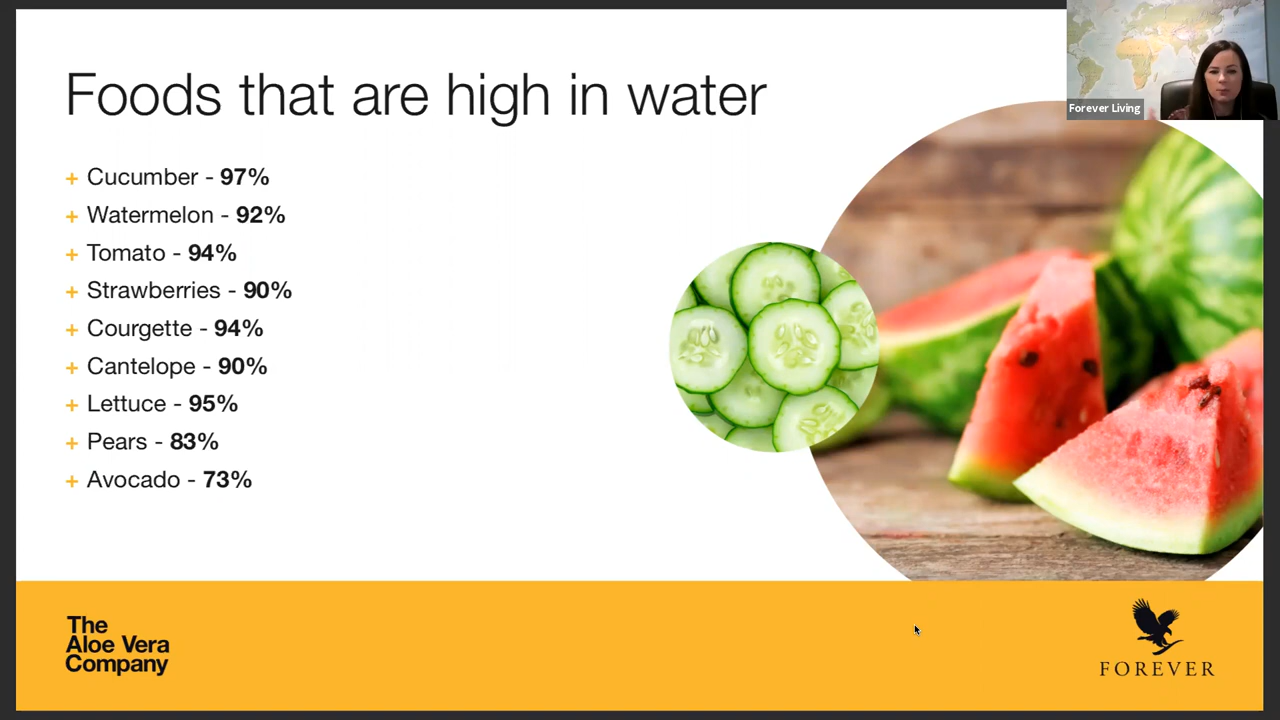 Foods that are high in water
+ Cucumber - 97%
+ Watermelon - 92%
+ Tomato - 94%
+ Strawberries - 90%
+ Courgette - 94%
+ Cantelope - 90%
+ Lettuce - 95%
+ Pears - 83%
+ Avocado - 73%
Forever Living
The
Aloe Vera
Company
FOREVER